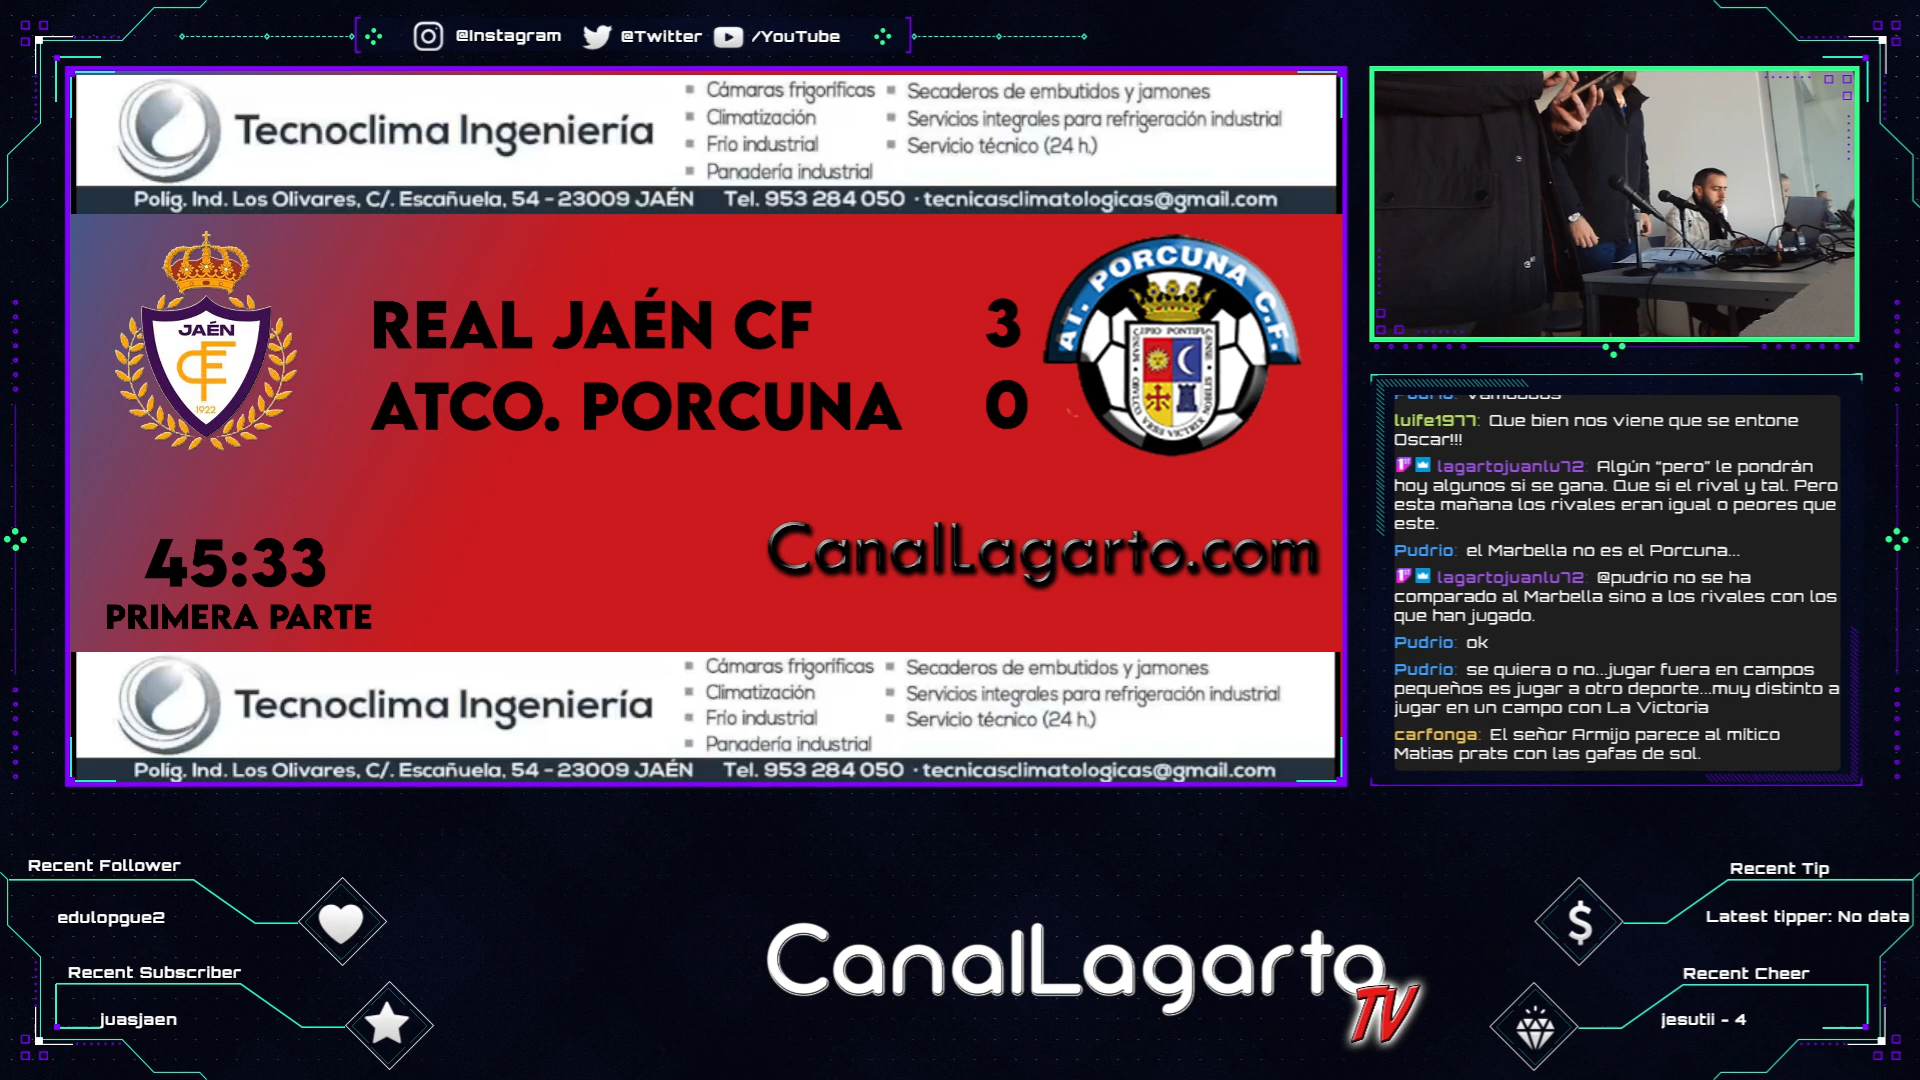 @Instagram @Twitter /YouTube
Tecnoclima Ingeniería
Cámaras frigoríficas
Climatización
Frío industrial
Panadería industrial
Secaderos de embutidos y jamones
Servicios integrales para refrigeración industrial
Servicio técnico (24 h.)
Políg. Ind. Los Olivares, C/. Escañuela, 54 - 23009 JAÉN Tel. 953 284 050 · tecnicasclimatologicas@gmail.com
JAÉN
CF
1922
REAL JAÉN CF 3
ATCO. PORCUNA 0
AT. PORCUNA C.F.
45:33
PRIMERA PARTE
CanalLagarto.com
Tecnoclima Ingeniería
Cámaras frigoríficas
Climatización
Frío industrial
Panadería industrial
Secaderos de embutidos y jamones
Servicios integrales para refrigeración industrial
Servicio técnico (24 h.)
Políg. Ind. Los Olivares, C/. Escañuela, 54 - 23009 JAÉN Tel. 953 284 050 · tecnicasclimatologicas@gmail.com
luife1977: Que bien nos viene que se entone
Oscar!!!
lagartojuanlu72: Algún “pero” le pondrán
hoy algunos si se gana. Que si el rival y tal. Pero
esta mañana los rivales eran igual o peores que
este.
Pudrio: el Marbella no es el Porcuna...
lagartojuanlu72: @pudrio no se ha
comparado al Marbella sino a los rivales con los
que han jugado.
Pudrio: ok
Pudrio: se quiera o no...jugar fuera en campos
pequeños es jugar a otro deporte...muy distinto a
jugar en un campo con La Victoria
carfonga: El señor Armijo parece al mítico
Matias prats con las gafas de sol.
Recent Follower
edulopgue2
Recent Subscriber
juasjaen
CanalLagarto
TV
Recent Tip
Latest tipper: No data
Recent Cheer
jesutii - 4